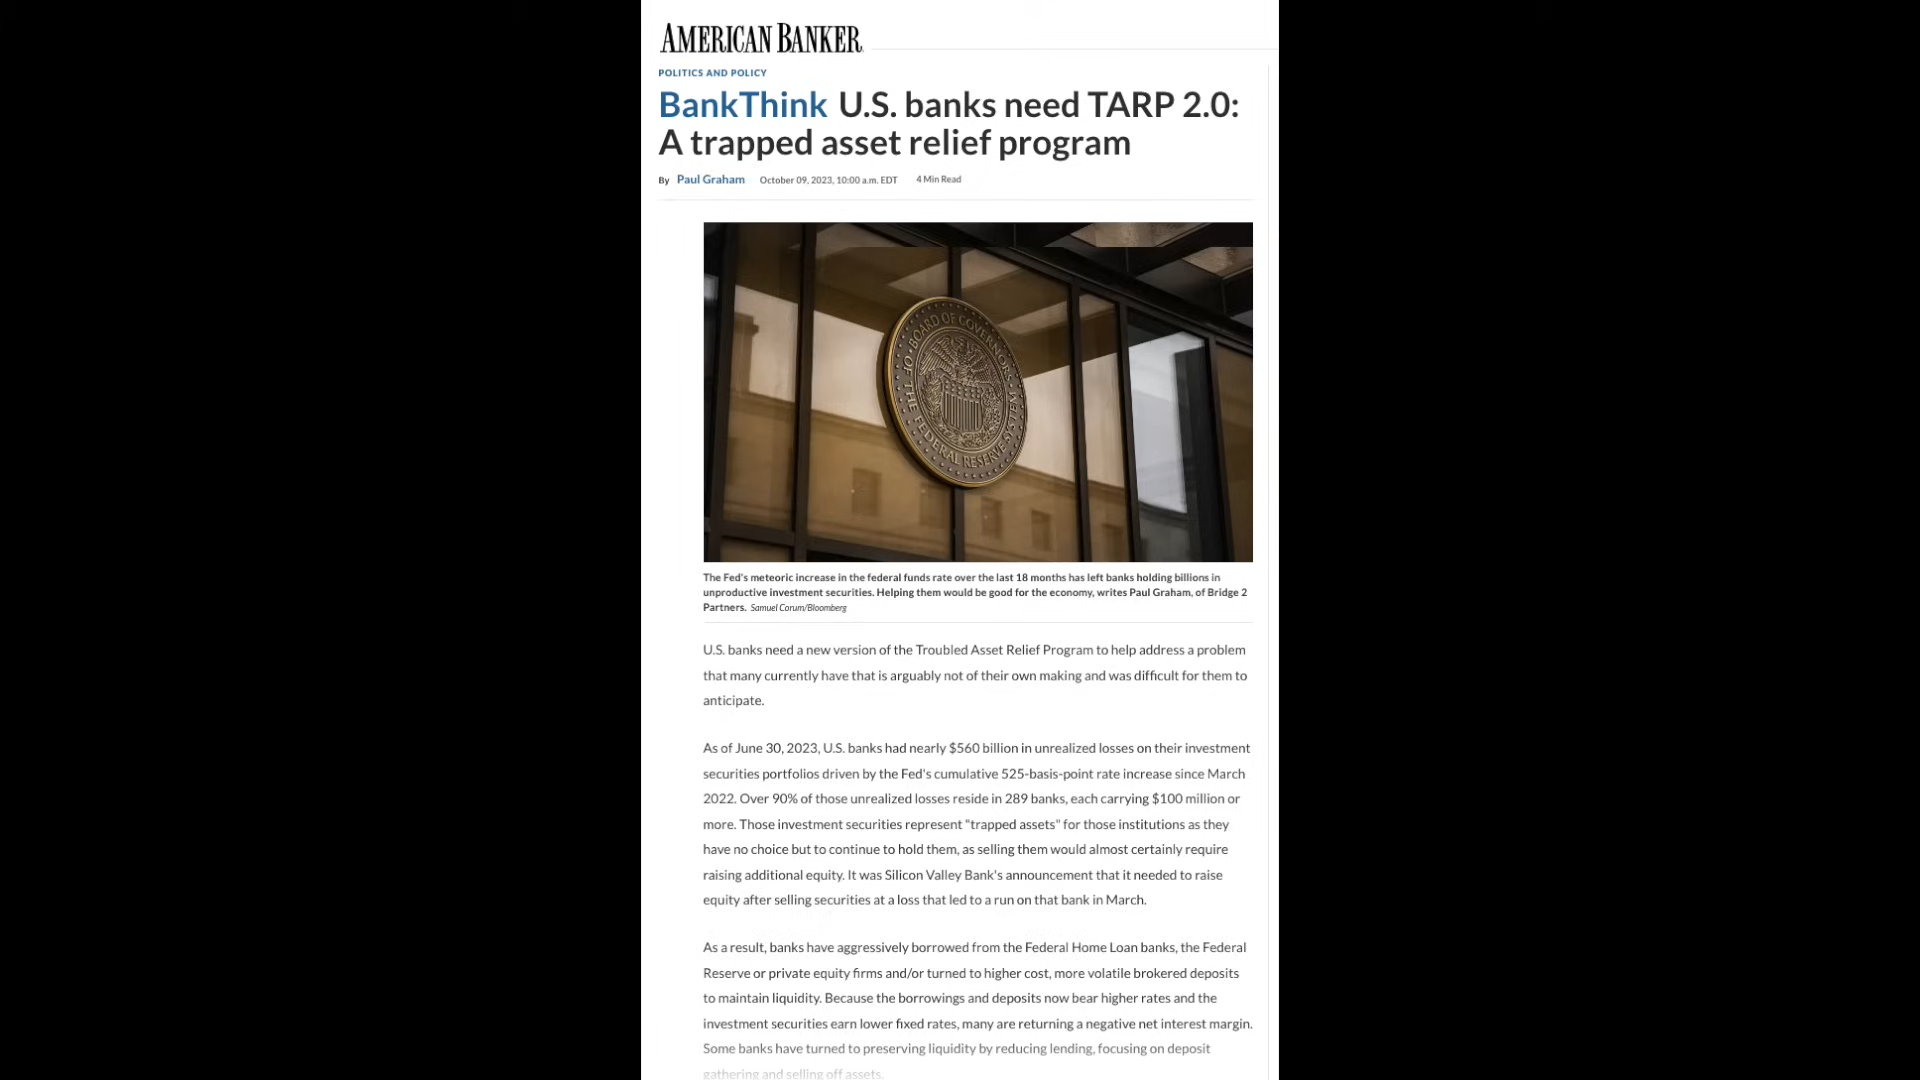 AMERICAN BANKER
POLITICS AND POLICY
BankThink U.S. banks need TARP 2.0:
A trapped asset relief program
By Paul Graham October 09, 2023, 10:00 a.m. EDT 4 Min Read
BOARD OF GOVERNORS
OF THE FEDERAL RESERVE SYSTEM
The Fed's meteoric increase in the federal funds rate over the last 18 months has left banks holding billions in
unproductive investment securities. Helping them would be good for the economy, writes Paul Graham, of Bridge 2
Partners. Samuel Corum/Bloomberg
U.S. banks need a new version of the Troubled Asset Relief Program to help address a problem
that many currently have that is arguably not of their own making and was difficult for them to
anticipate.
As of June 30, 2023, U.S. banks had nearly $560 billion in unrealized losses on their investment
securities portfolios driven by the Fed's cumulative 525-basis-point rate increase since March
2022. Over 90% of those unrealized losses reside in 289 banks, each carrying $100 million or
more. Those investment securities represent "trapped assets" for those institutions as they
have no choice but to continue to hold them, as selling them would almost certainly require
raising additional equity. It was Silicon Valley Bank's announcement that it needed to raise
equity after selling securities at a loss that led to a run on that bank in March.
As a result, banks have aggressively borrowed from the Federal Home Loan banks, the Federal
Reserve or private equity firms and/or turned to higher cost, more volatile brokered deposits
to maintain liquidity. Because the borrowings and deposits now bear higher rates and the
investment securities earn lower fixed rates, many are returning a negative net interest margin.
Some banks have turned to preserving liquidity by reducing lending, focusing on deposit
gathering and selling off assets.